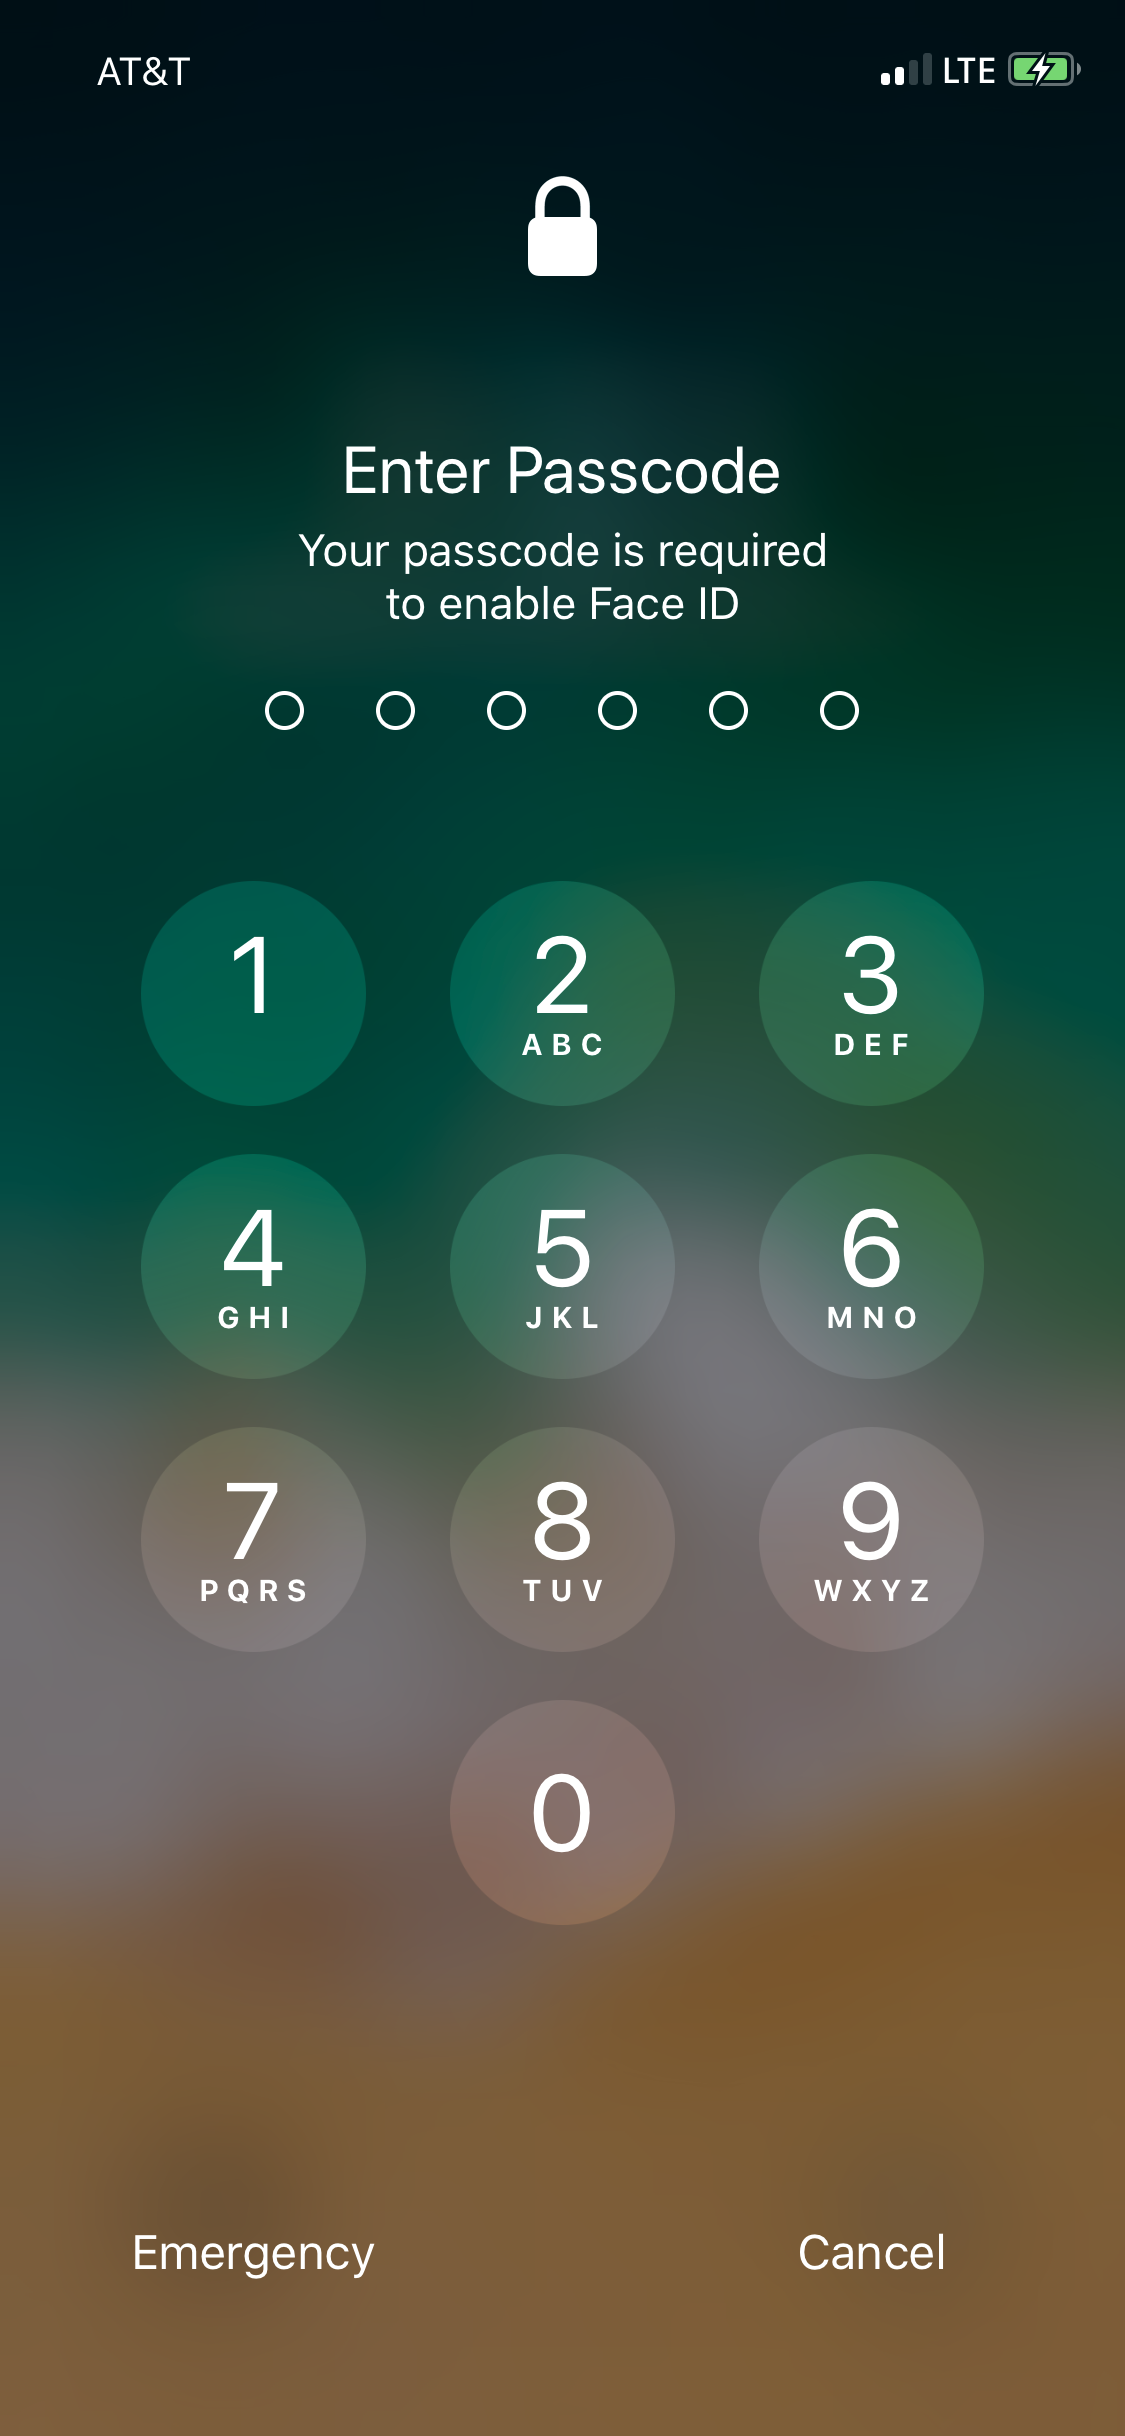 AT&T LTE
Enter Passcode
Your passcode is required
to enable Face ID
1 2 3
ABC DEF
4 5 6
GHI JKL MNO
7 8 9
PQRS TUV WXYZ
0
Emergency Cancel